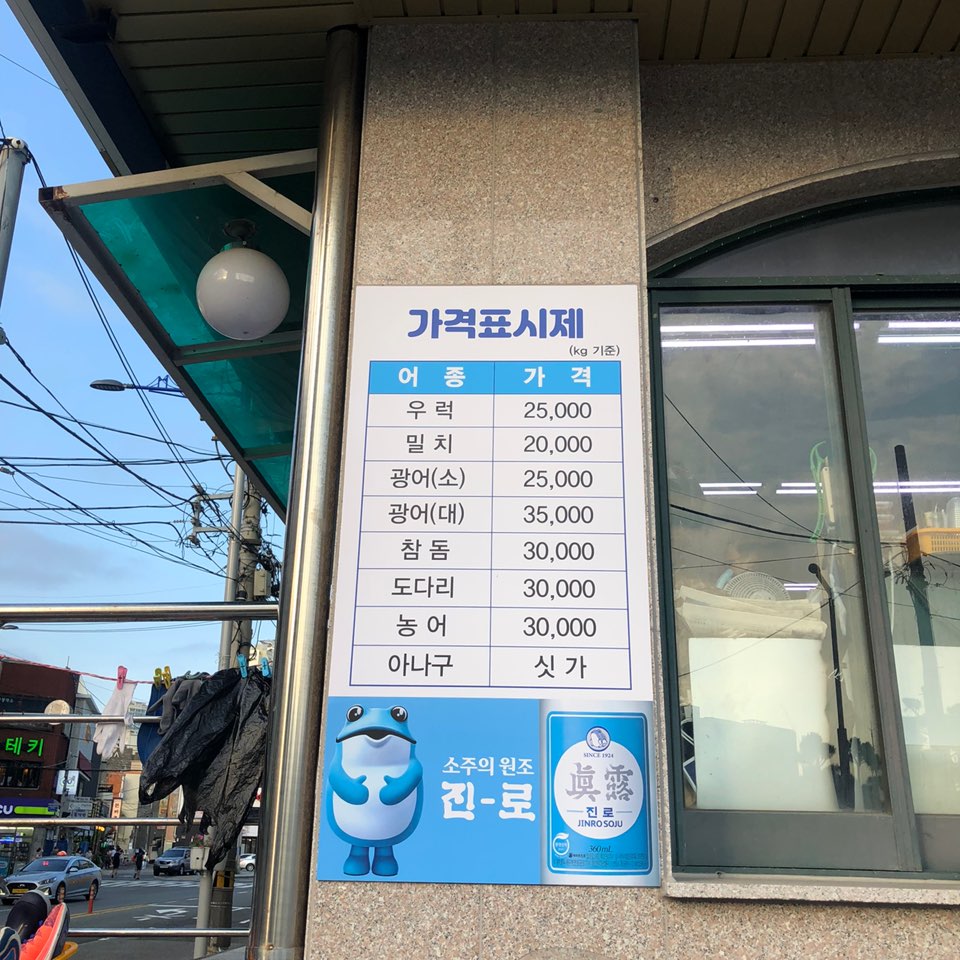 가격표시제
(kg 기준)
어 종 가 격
우 럭 25,000
밀 치 20,000
광어(소) 25,000
광어(대) 35,000
참 돔 30,000
도다리 30,000
농 어 30,000
아나구 싯 가
소주의 원조
진-로
SINCE 1924
眞露
진로
JINRO SOJU
360mL
테키
CU